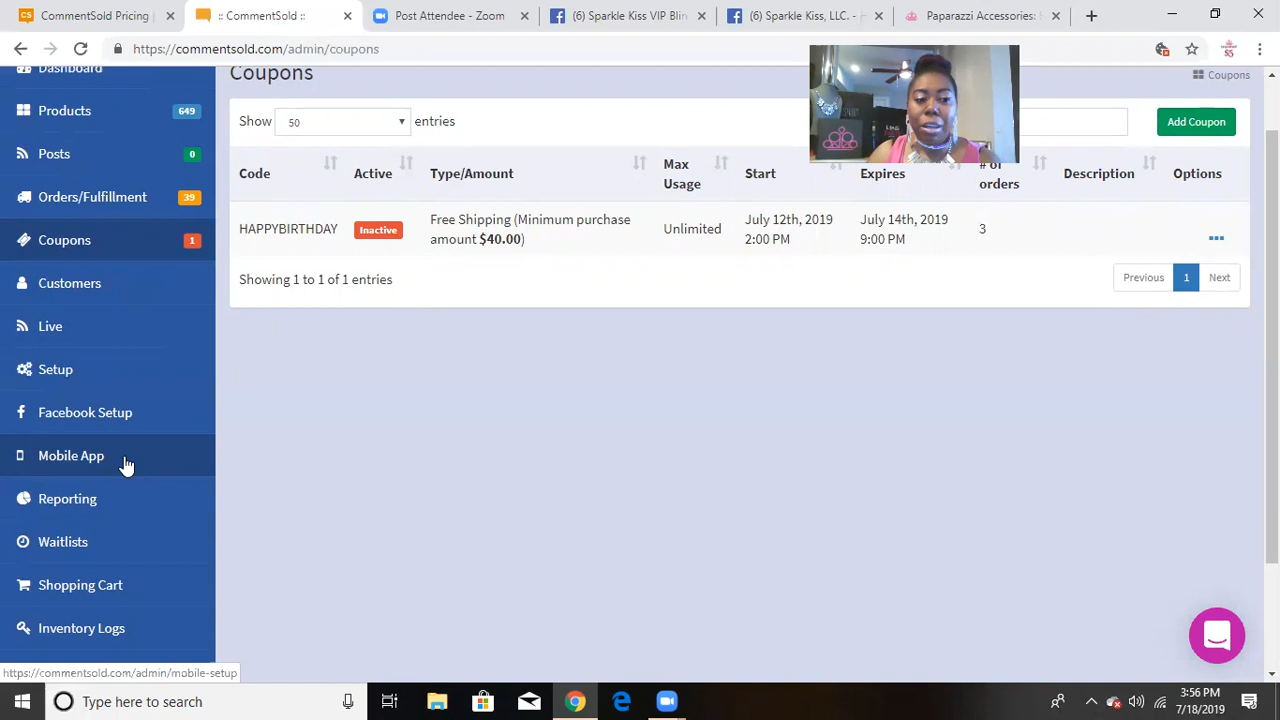 CommentSold Pricing |
:: CommentSold ::
Post Attendee - Zoom
(6) Sparkle Kiss VIP Blin
(6) Sparkle Kiss, LLC. -
Paparazzi Accessories:
https://commentsold.com/admin/coupons
Dashboard
Products 649
Posts 0
Orders/Fulfillment 39
Coupons 1
Customers
Live
Setup
Facebook Setup
Mobile App
Reporting
Waitlists
Shopping Cart
Inventory Logs
Coupons
Coupons
Show 50 entries
Add Coupon
Code Active Type/Amount Max Usage Start Expires # of orders Description Options
HAPPYBIRTHDAY Inactive Free Shipping (Minimum purchase amount $40.00) Unlimited July 12th, 2019 2:00 PM July 14th, 2019 9:00 PM 3
Showing 1 to 1 of 1 entries
Previous 1 Next
https://commentsold.com/admin/mobile-setup
Type here to search
3:56 PM
7/18/2019